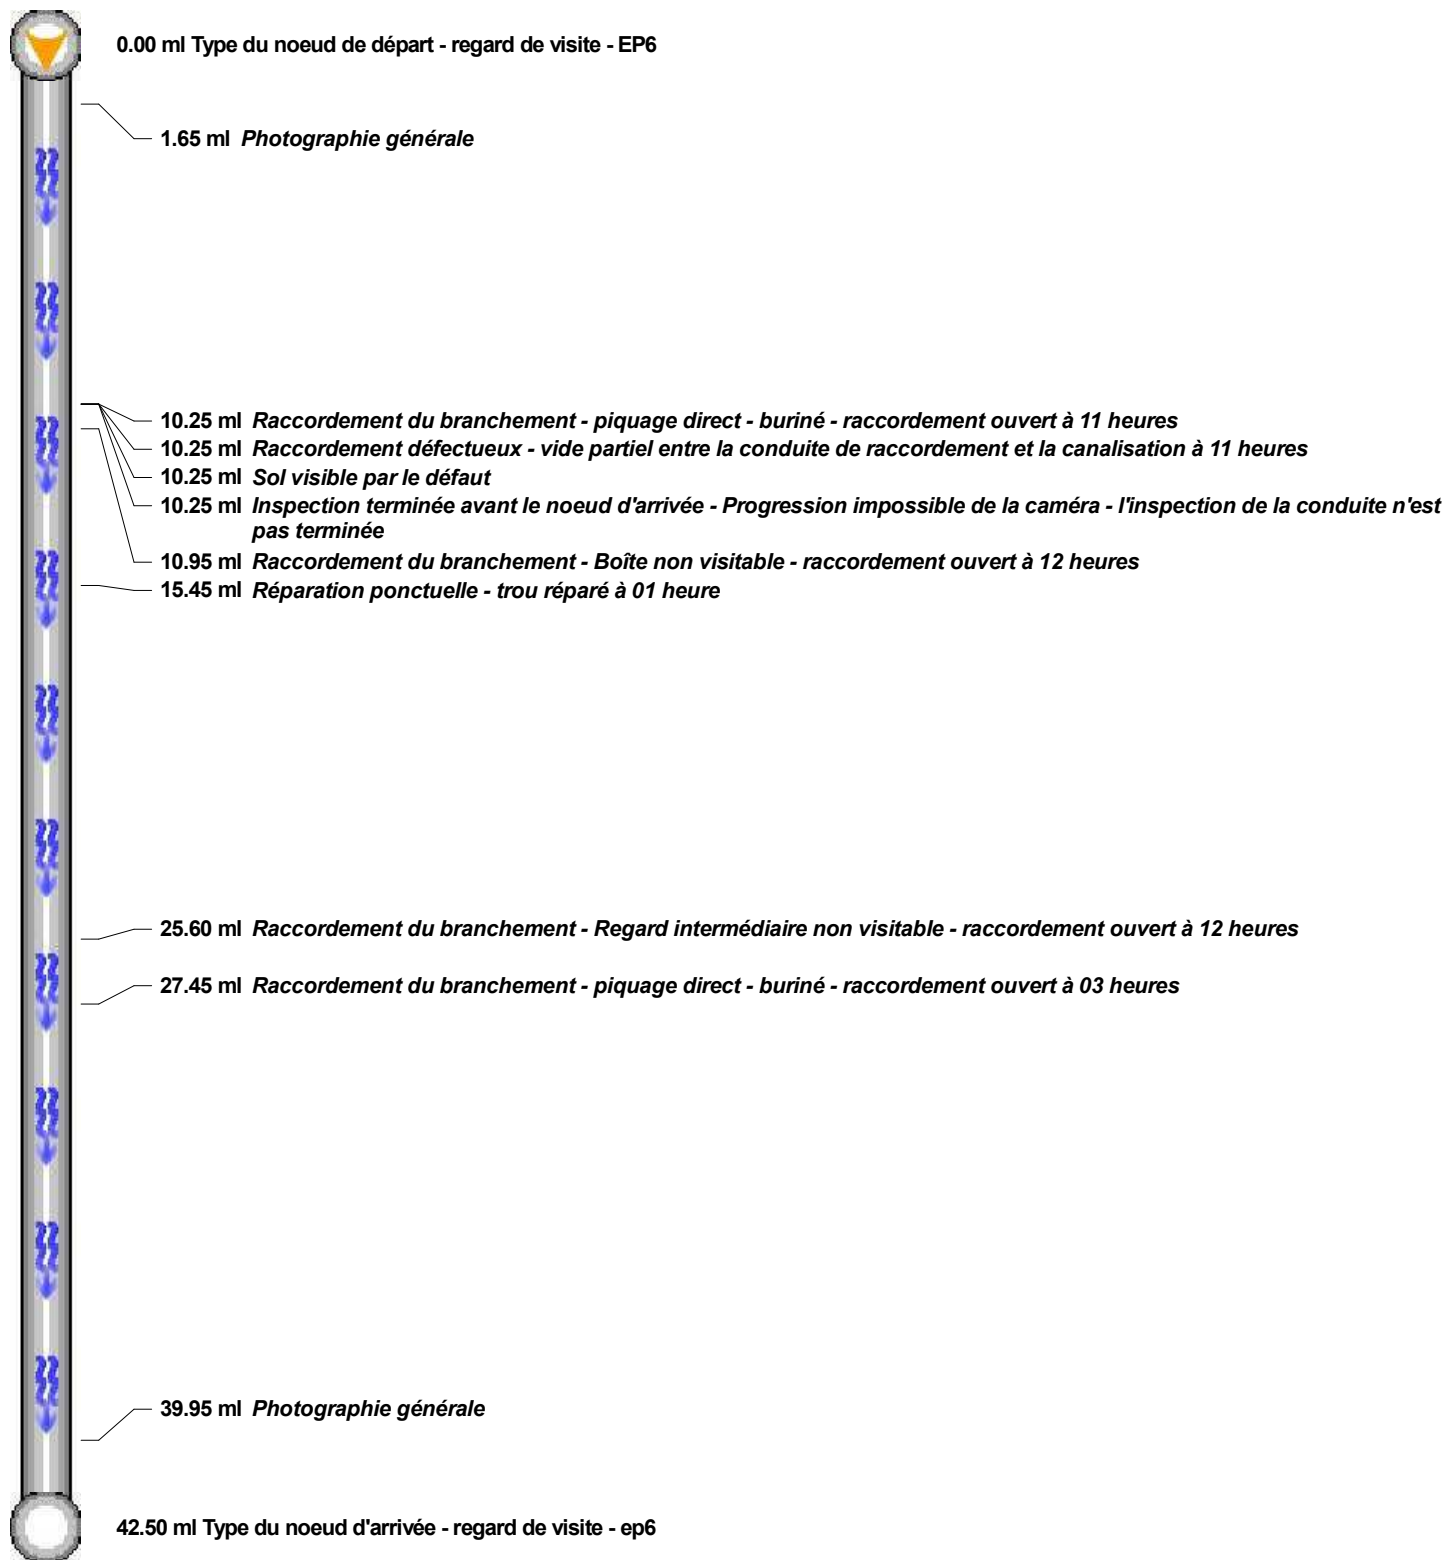 0.00 ml Type du noeud de départ - regard de visite - EP6
1.65 ml Photographie générale
10.25 ml Raccordement du branchement - piquage direct - buriné - raccordement ouvert à 11 heures
10.25 ml Raccordement défectueux - vide partiel entre la conduite de raccordement et la canalisation à 11 heures
10.25 ml Sol visible par le défaut
10.25 ml Inspection terminée avant le noeud d'arrivée - Progression impossible de la caméra - l'inspection de la conduite n'est
pas terminée
10.95 ml Raccordement du branchement - Boîte non visitable - raccordement ouvert à 12 heures
15.45 ml Réparation ponctuelle - trou réparé à 01 heure
25.60 ml Raccordement du branchement - Regard intermédiaire non visitable - raccordement ouvert à 12 heures
27.45 ml Raccordement du branchement - piquage direct - buriné - raccordement ouvert à 03 heures
39.95 ml Photographie générale
42.50 ml Type du noeud d'arrivée - regard de visite - ep6